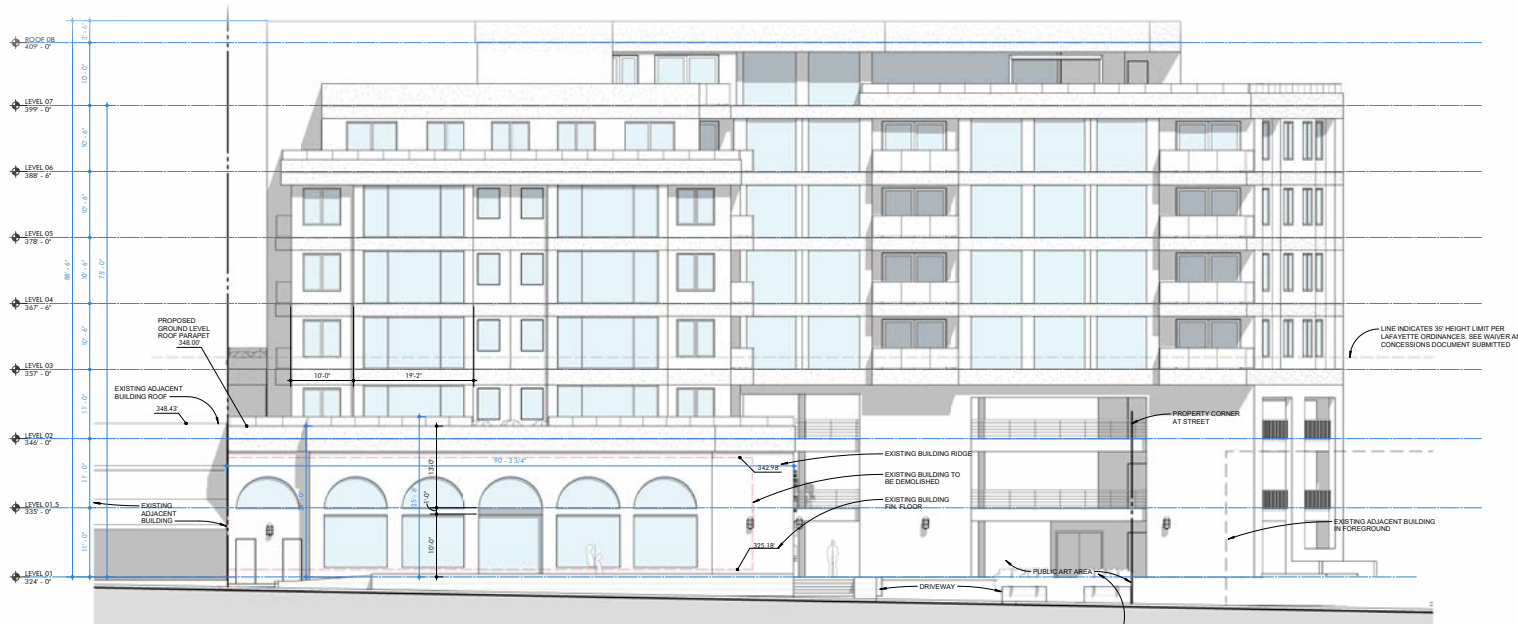 3' - 6"
ROOF 08
409' - 0"
10' - 0"
LEVEL 07
399' - 0"
10' - 6"
LEVEL 06
388' - 6"
10' - 6"
LEVEL 05
378' - 0"
88' - 6"
10' - 6"
75' - 0"
LEVEL 04
367' - 6"
PROPOSED
GROUND LEVEL
ROOF PARAPET
348.00'
10' - 6"
LINE INDICATES 35' HEIGHT LIMIT PER
LAFAYETTE ORDINANCES. SEE WAIVER AN
CONCESSIONS DOCUMENT SUBMITTED
LEVEL 03
357' - 0"
10'-0"
19'-2"
EXISTING ADJACENT
BUILDING ROOF
348.43'
11' - 0"
PROPERTY CORNER
AT STREET
LEVEL 02
346' - 0"
EXISTING BUILDING RIDGE
90' - 3 3/4"
13'-0"
342.98'
EXISTING BUILDING TO
BE DEMOLISHED
11' - 0"
25' - 6"
1'-0"
EXISTING BUILDING
FIN. FLOOR
LEVEL 01.5
335' - 0"
EXISTING
ADJACENT
BUILDING
EXISTING ADJACENT BUILDING
IN FOREGROUND
11' - 0"
10'-0"
325.18'
LEVEL 01
324' - 0"
PUBLIC ART AREA
DRIVEWAY